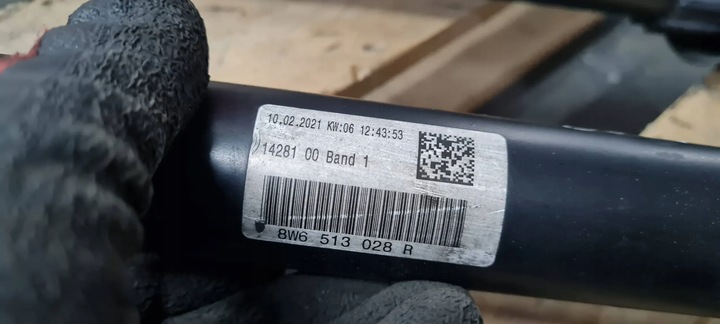 10.02.2021 KW:06 12:43:53
14281 00 Band 1
8W6 513 028 R